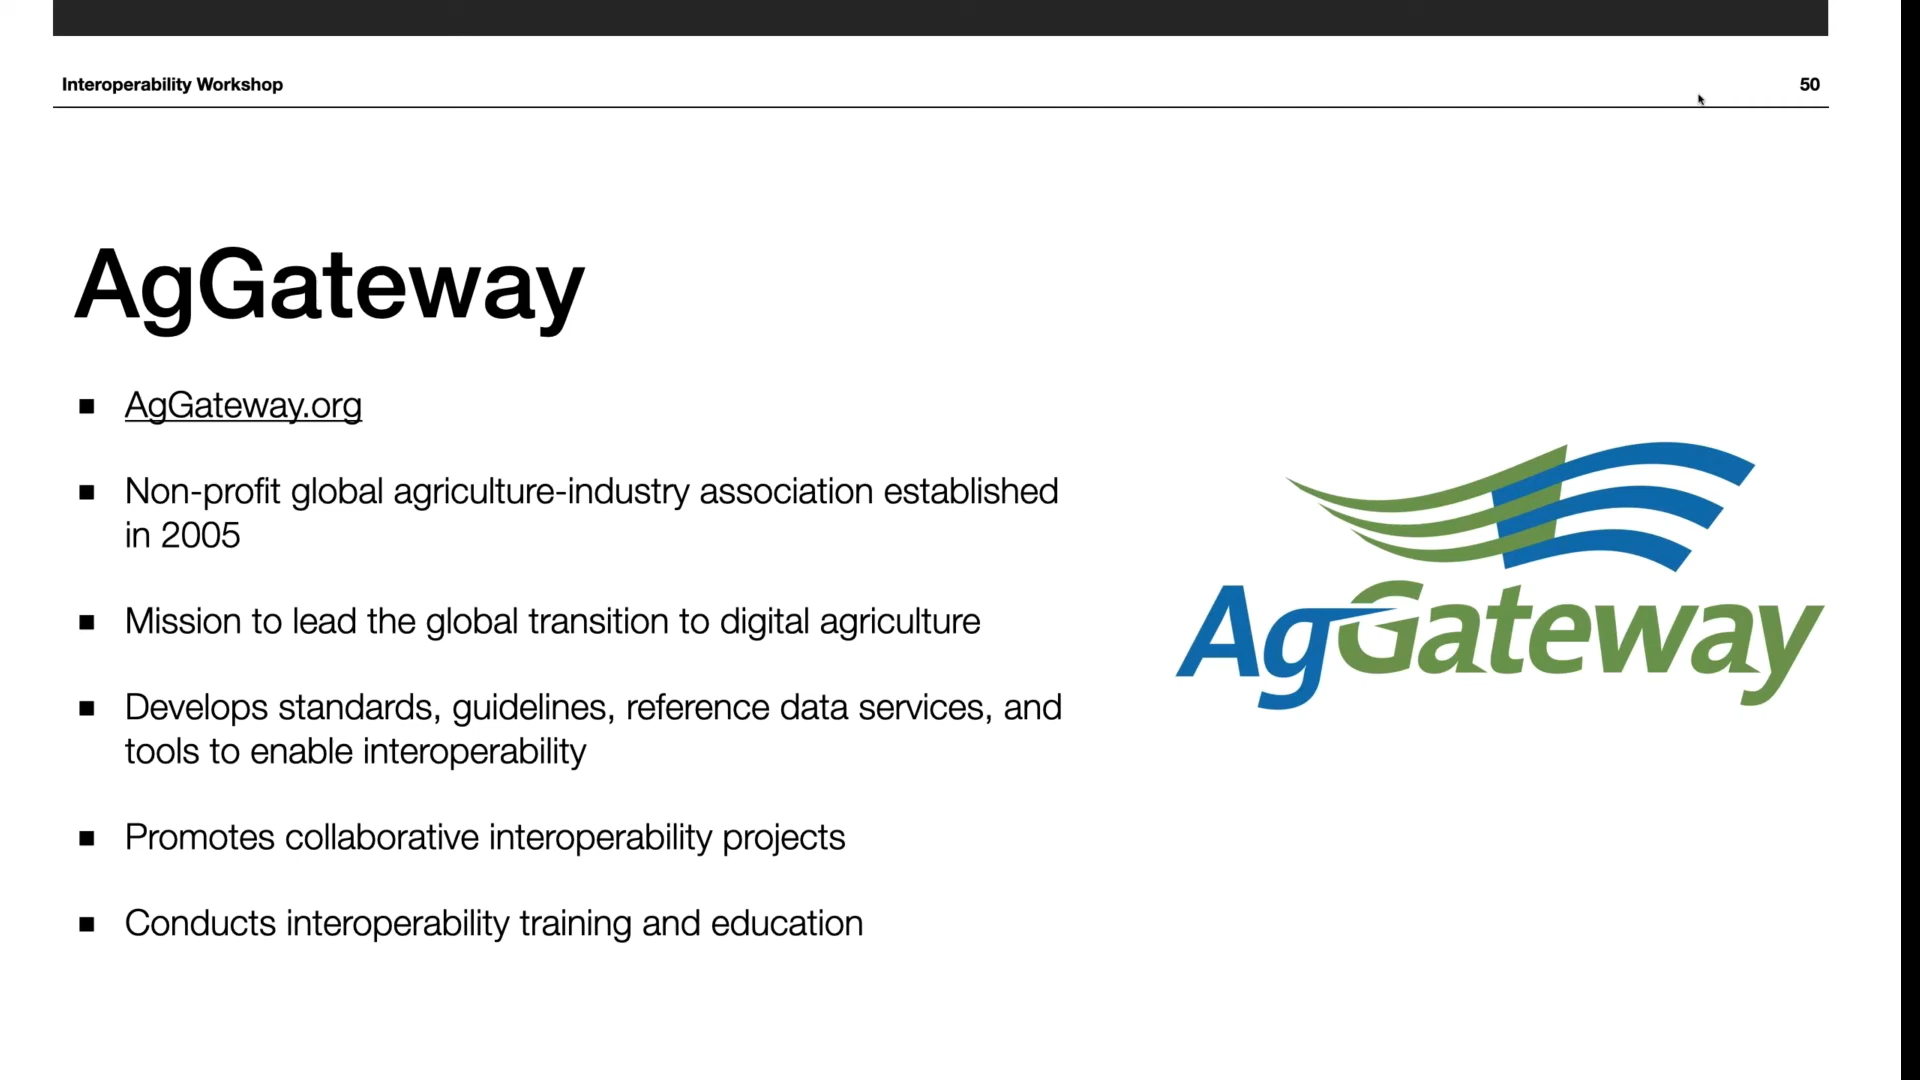 Interoperability Workshop
50
AgGateway
■ AgGateway.org
■ Non-profit global agriculture-industry association established
in 2005
■ Mission to lead the global transition to digital agriculture
■ Develops standards, guidelines, reference data services, and
tools to enable interoperability
■ Promotes collaborative interoperability projects
■ Conducts interoperability training and education
AgGateway